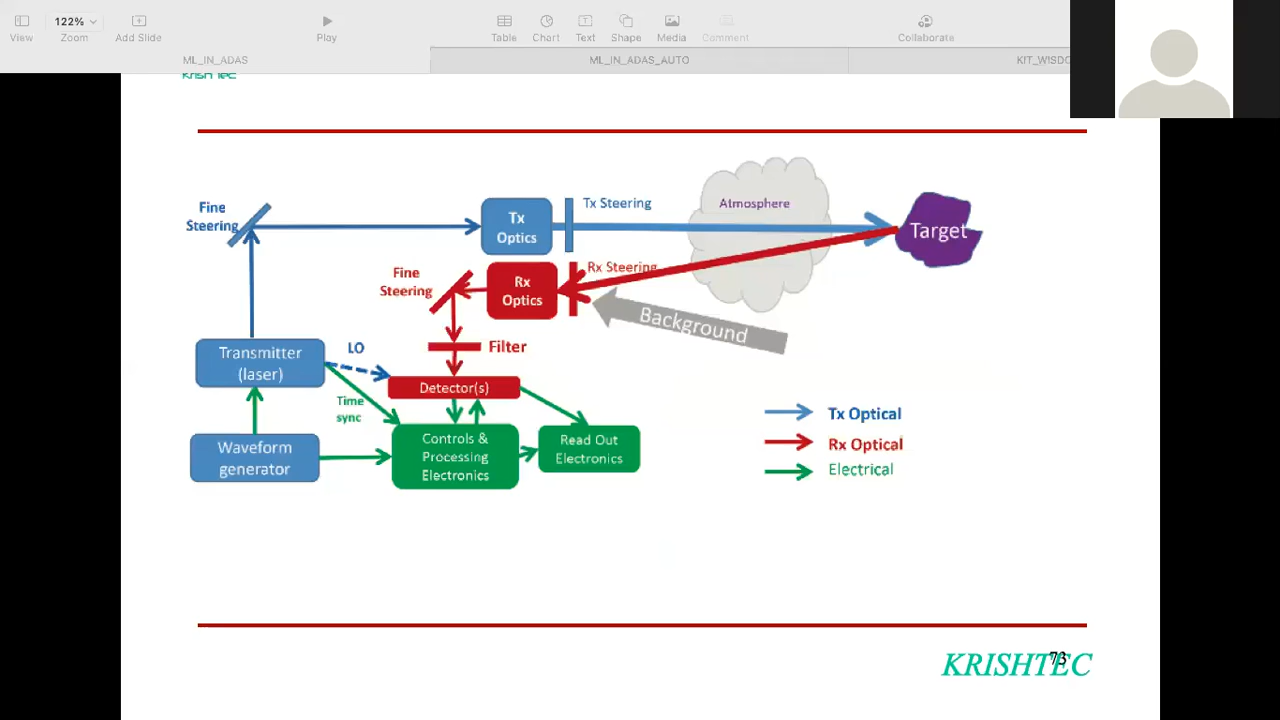 122%
View
Zoom
Add Slide
Play
Table
Chart
Text
Shape
Media
Comment
Collaborate
ML_IN_ADAS
ML_IN_ADAS_AUTO
KIT_WISDO
Fine
Steering
Tx
Optics
Tx Steering
Atmosphere
Target
Fine
Steering
Rx
Optics
Rx Steering
Background
Filter
Transmitter
(laser)
LO
Detector(s)
Time
sync
Waveform
generator
Controls &
Processing
Electronics
Read Out
Electronics
Tx Optical
Rx Optical
Electrical
KRISHTEC
73